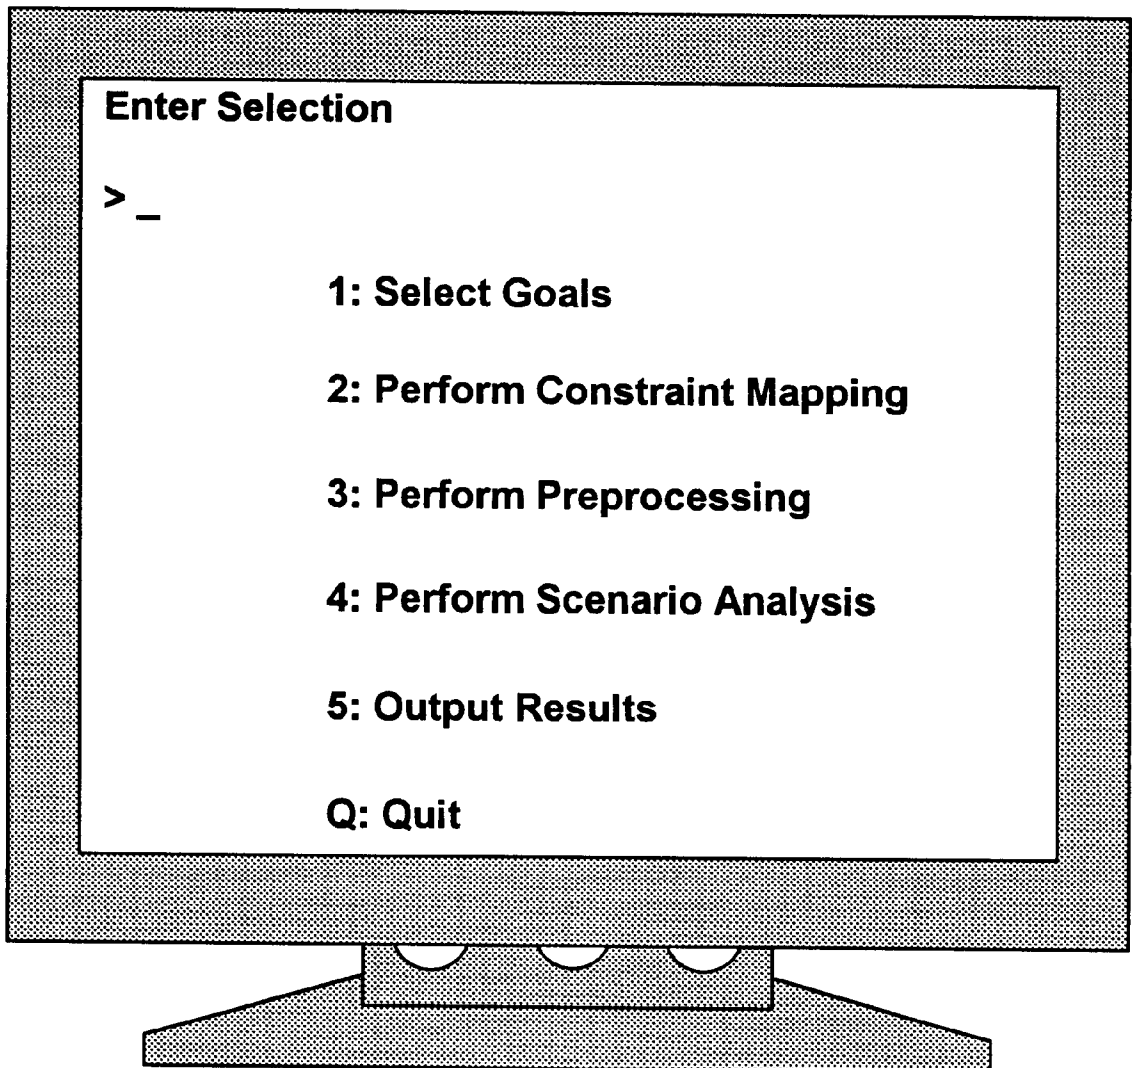 Enter Selection
> _
1: Select Goals
2: Perform Constraint Mapping
3: Perform Preprocessing
4: Perform Scenario Analysis
5: Output Results
Q: Quit